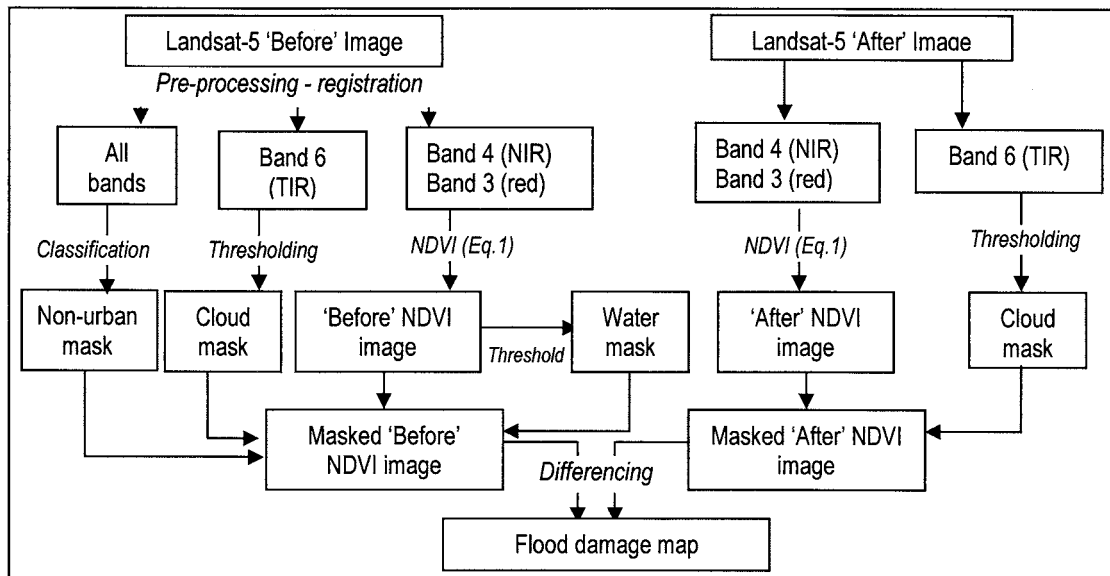 Landsat-5 ‘Before’ Image
Landsat-5 ‘After’ Image
Pre-processing - registration
All
bands
Band 6
(TIR)
Band 4 (NIR)
Band 3 (red)
Band 4 (NIR)
Band 3 (red)
Band 6 (TIR)
Classification
Thresholding
NDVI (Eq.1)
NDVI (Eq.1)
Thresholding
Non-urban
mask
Cloud
mask
‘Before’ NDVI
image
Threshold
Water
mask
‘After’ NDVI
image
Cloud
mask
Masked ‘Before’
NDVI image
Masked ‘After’ NDVI
image
Differencing
Flood damage map